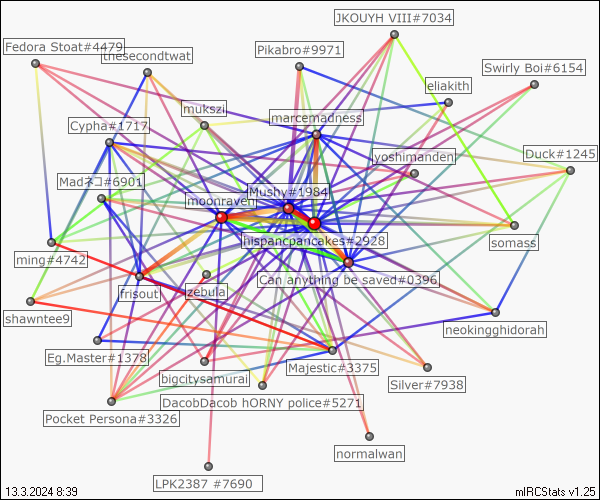 JKOUYH VIII#7034
Fedora Stoat#4479
thesecondtwat
Pikabro#9971
Swirly Boi#6154
eliakith
mukszi
marcemadness
Cypha#1717
yoshimanden
Duck#1245
Madネコ#6901
Mushy#1984
moonraven
hispancpancakes#2928
somass
ming#4742
Can anything be saved#0396
frisout
zebula
shawntee9
neokingghidorah
Eg.Master#1378
Majestic#3375
bigcitysamurai
Silver#7938
DacobDacob hORNY police#5271
Pocket Persona#3326
normalwan
LPK2387 #7690
13.3.2024 8:39
mIRCStats v1.25